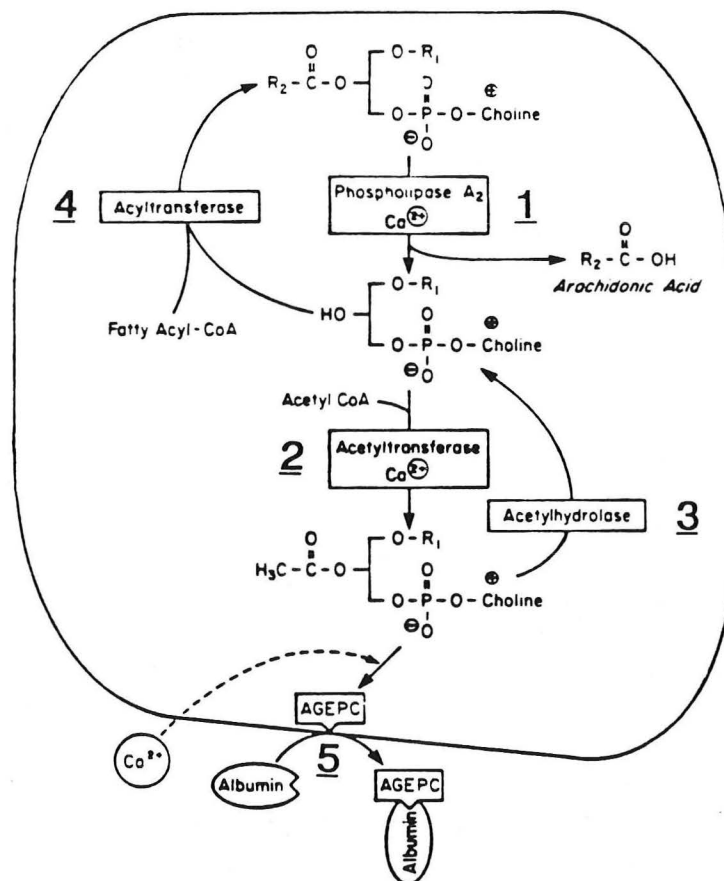 O
R₂ – C – O
O – R₁
O
⊕
O – P – O – Choline
⊖ O
4
Acyltransferase
Phospholipase A₂
Ca²⁺
1
O
R₂ – C – OH
Arachidonic Acid
Fatty Acyl-CoA
HO
O – R₁
O
⊕
O – P – O – Choline
⊖ O
Acetyl CoA
2
Acetyltransferase
Ca²⁺
Acetylhydrolase
3
O
H₃C – C – O
O – R₁
O
⊕
O – P – O – Choline
⊖ O
AGEPC
Ca²⁺
5
Albumin
AGEPC
Albumin